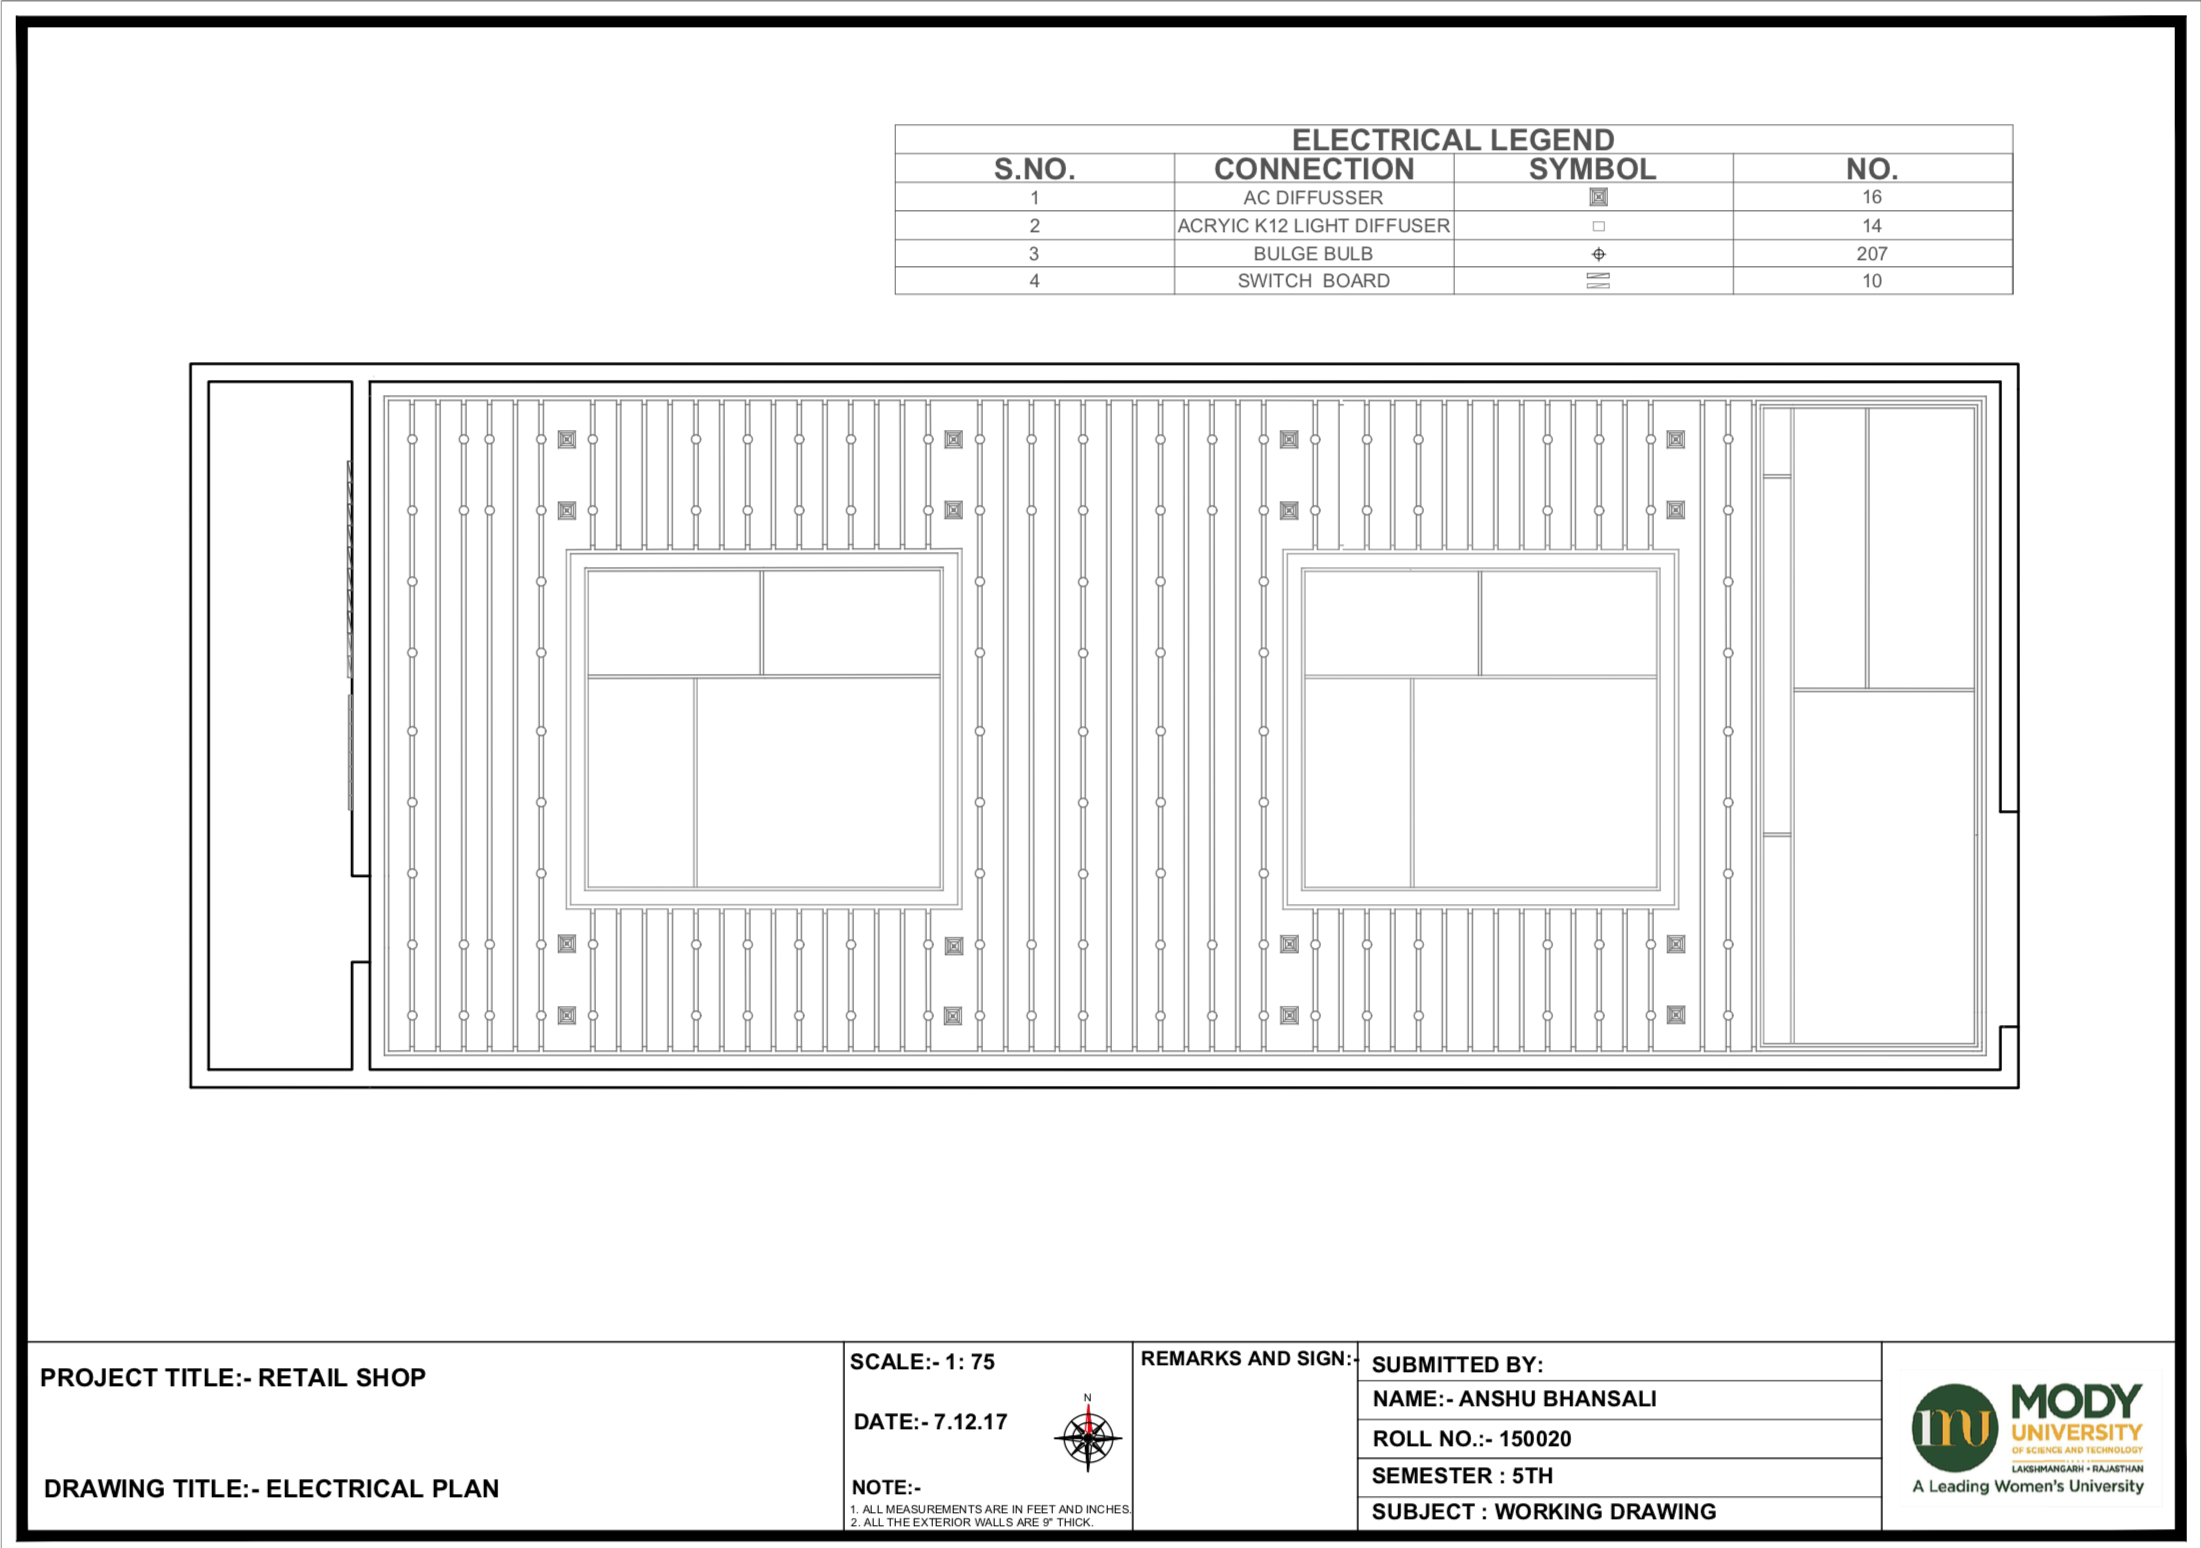 ELECTRICAL LEGEND
S.NO. CONNECTION SYMBOL NO.
1 AC DIFFUSSER 16
2 ACRYIC K12 LIGHT DIFFUSER 14
3 BULGE BULB 207
4 SWITCH BOARD 10
PROJECT TITLE:- RETAIL SHOP
DRAWING TITLE:- ELECTRICAL PLAN
SCALE:- 1: 75
DATE:- 7.12.17
N
NOTE:-
1. ALL MEASUREMENTS ARE IN FEET AND INCHES.
2. ALL THE EXTERIOR WALLS ARE 9" THICK.
REMARKS AND SIGN:-
SUBMITTED BY:
NAME:- ANSHU BHANSALI
ROLL NO.:- 150020
SEMESTER : 5TH
SUBJECT : WORKING DRAWING
mu
MODY
UNIVERSITY
OF SCIENCE AND TECHNOLOGY
LAKSHMANGARH • RAJASTHAN
A Leading Women's University